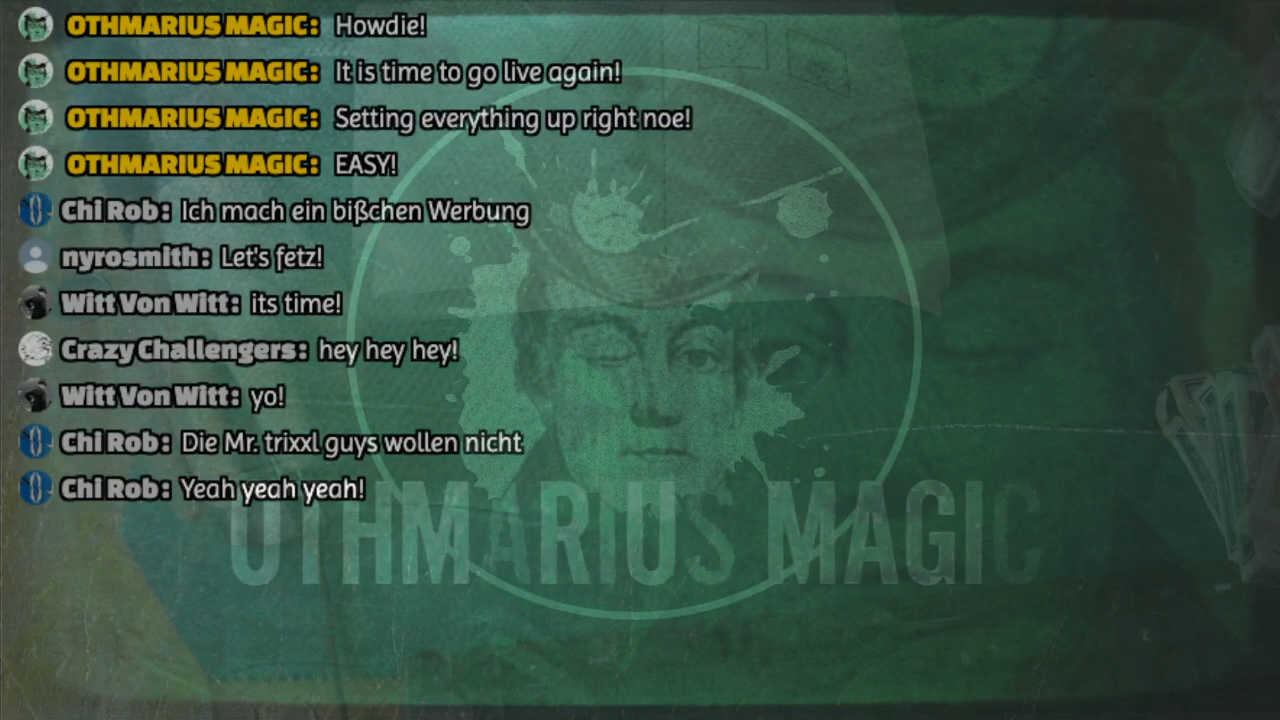 OTHMARIUS MAGIC: Howdie!
OTHMARIUS MAGIC: It is time to go live again!
OTHMARIUS MAGIC: Setting everything up right noe!
OTHMARIUS MAGIC: EASY!
Chi Rob: Ich mach ein bißchen Werbung
nyrosmith: Let's fetz!
Witt Von Witt: its time!
Crazy Challengers: hey hey hey!
Witt Von Witt: yo!
Chi Rob: Die Mr. trixxl guys wollen nicht
Chi Rob: Yeah yeah yeah!
OTHMARIUS MAGIC